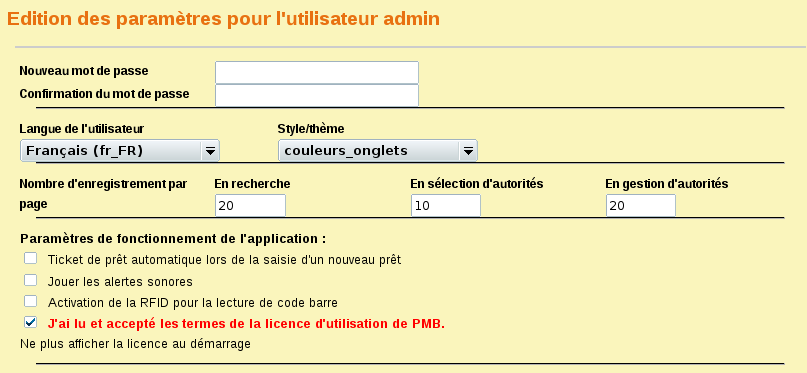 Edition des paramètres pour l'utilisateur admin
Nouveau mot de passe
Confirmation du mot de passe
Langue de l'utilisateur Style/thème
Français (fr_FR) couleurs_onglets
Nombre d'enregistrement par page En recherche En sélection d'autorités En gestion d'autorités
20 10 20
Paramètres de fonctionnement de l'application :
Ticket de prêt automatique lors de la saisie d'un nouveau prêt
Jouer les alertes sonores
Activation de la RFID pour la lecture de code barre
J'ai lu et accepté les termes de la licence d'utilisation de PMB.
Ne plus afficher la licence au démarrage